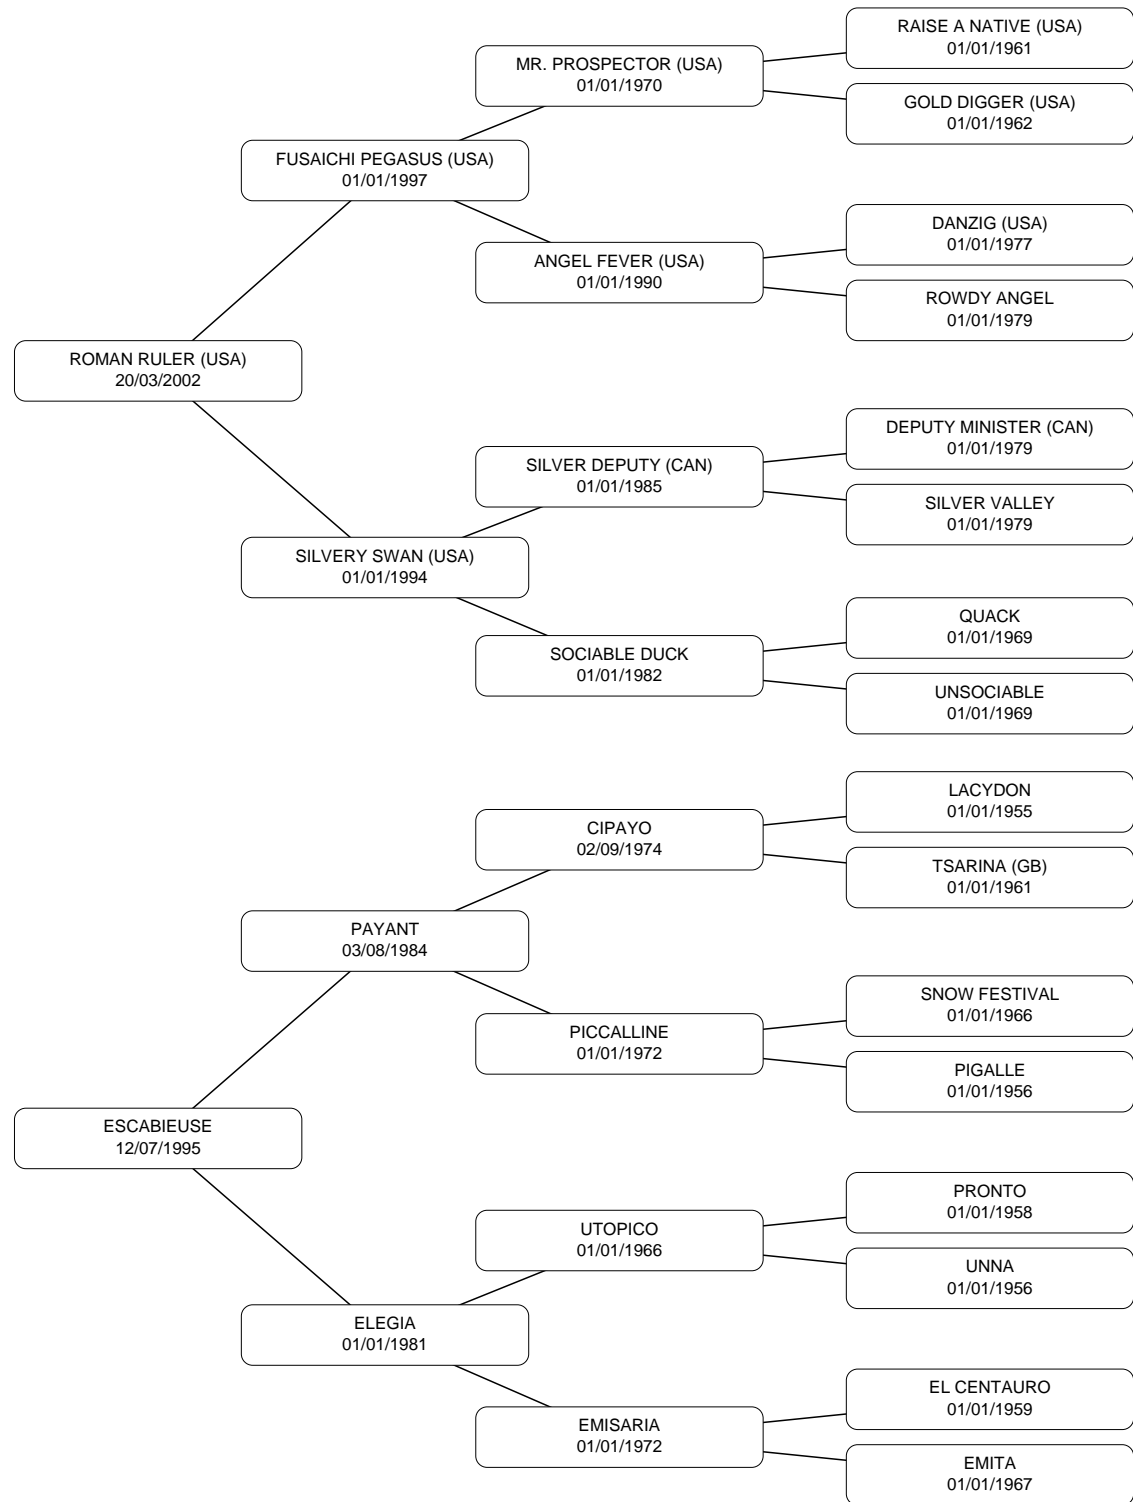 RAISE A NATIVE (USA)
01/01/1961
MR. PROSPECTOR (USA)
01/01/1970
GOLD DIGGER (USA)
01/01/1962
FUSAICHI PEGASUS (USA)
01/01/1997
DANZIG (USA)
01/01/1977
ANGEL FEVER (USA)
01/01/1990
ROWDY ANGEL
01/01/1979
ROMAN RULER (USA)
20/03/2002
DEPUTY MINISTER (CAN)
01/01/1979
SILVER DEPUTY (CAN)
01/01/1985
SILVER VALLEY
01/01/1979
SILVERY SWAN (USA)
01/01/1994
QUACK
01/01/1969
SOCIABLE DUCK
01/01/1982
UNSOCIABLE
01/01/1969
LACYDON
01/01/1955
CIPAYO
02/09/1974
TSARINA (GB)
01/01/1961
PAYANT
03/08/1984
SNOW FESTIVAL
01/01/1966
PICCALLINE
01/01/1972
PIGALLE
01/01/1956
ESCABIEUSE
12/07/1995
PRONTO
01/01/1958
UTOPICO
01/01/1966
UNNA
01/01/1956
ELEGIA
01/01/1981
EL CENTAURO
01/01/1959
EMISARIA
01/01/1972
EMITA
01/01/1967